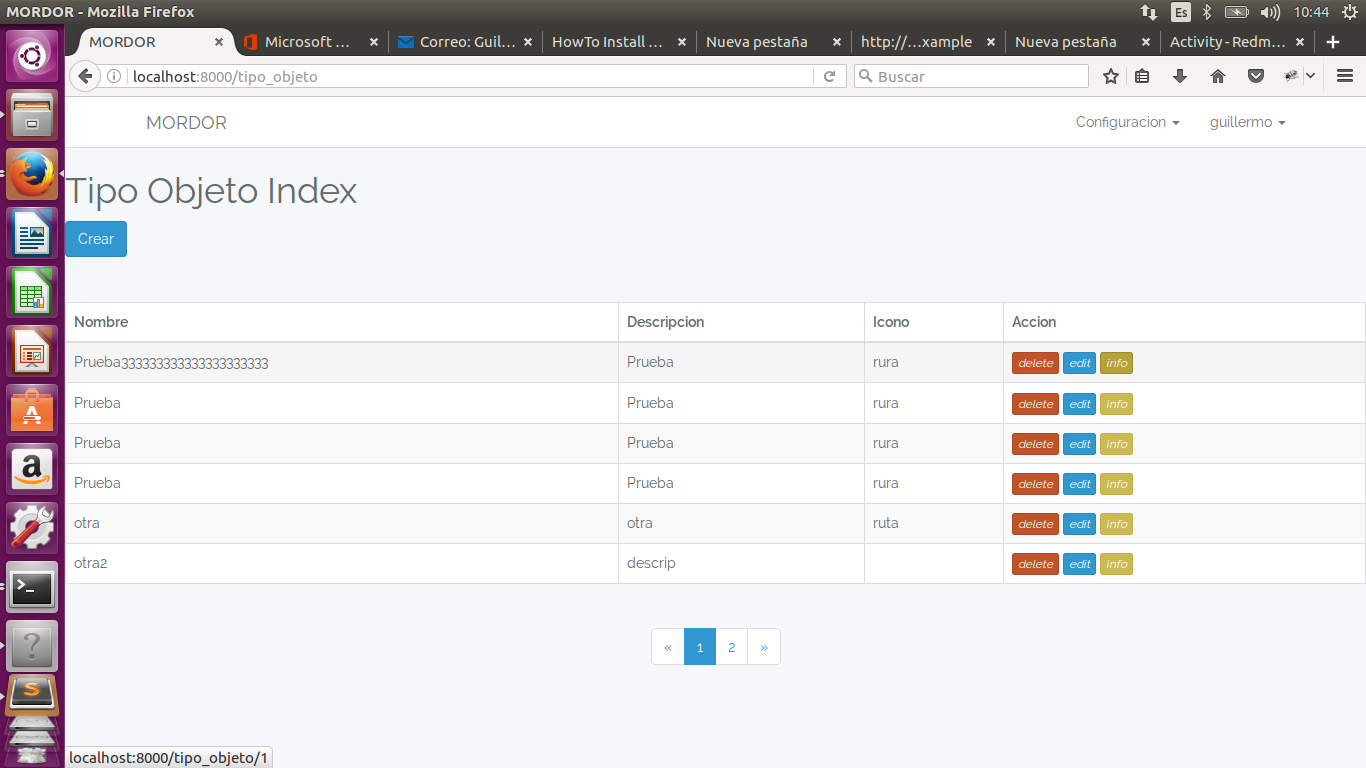 MORDOR - Mozilla Firefox
Es
10:44
MORDOR
Microsoft ...
Correo: Guil...
HowTo Install ...
Nueva pestaña
http://...xample
Nueva pestaña
Activity - Redm...
localhost:8000/tipo_objeto
Buscar
MORDOR
Configuracion
guillermo
Tipo Objeto Index
Crear
Nombre Descripcion Icono Accion
Prueba333333333333333333333 Prueba rura delete edit info
Prueba Prueba rura delete edit info
Prueba Prueba rura delete edit info
Prueba Prueba rura delete edit info
otra otra ruta delete edit info
otra2 descrip delete edit info
« 1 2 »
localhost:8000/tipo_objeto/1